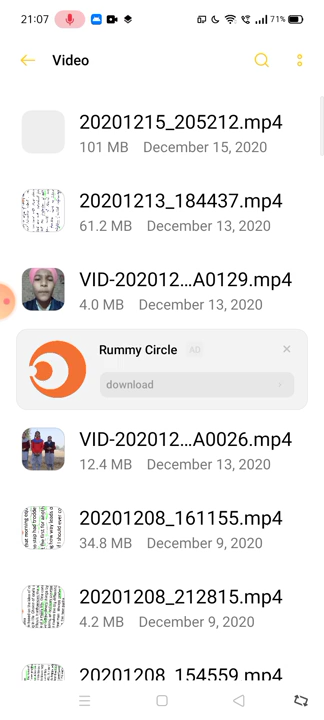 21:07
71%
Video
20201215_205212.mp4
101 MB December 15, 2020
20201213_184437.mp4
61.2 MB December 13, 2020
VID-202012...A0129.mp4
4.0 MB December 13, 2020
Rummy Circle AD
download
VID-202012...A0026.mp4
12.4 MB December 13, 2020
20201208_161155.mp4
34.8 MB December 9, 2020
20201208_212815.mp4
4.2 MB December 9, 2020
20201208_154559.mp4